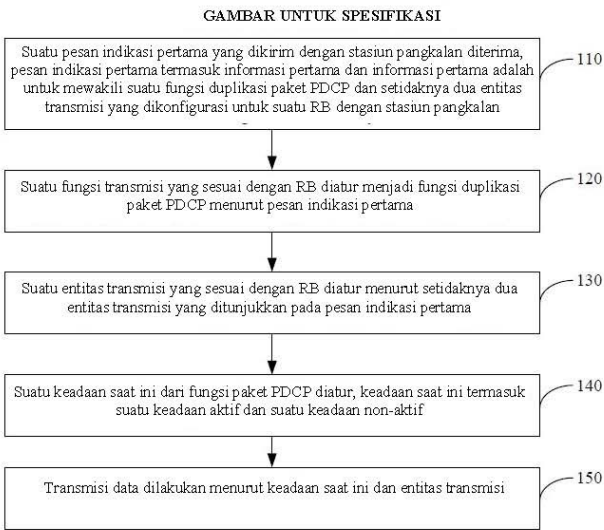 GAMBAR UNTUK SPESIFIKASI
Suatu pesan indikasi pertama yang dikirim dengan stasiun pangkalan diterima,
pesan indikasi pertama termasuk informasi pertama dan informasi pertama adalah
untuk mewakili suatu fungsi duplikasi paket PDCP dan setidaknya dua entitas
transmisi yang dikonfigurasi untuk suatu RB dengan stasiun pangkalan
110
Suatu fungsi transmisi yang sesuai dengan RB diatur menjadi fungsi duplikasi
paket PDCP menurut pesan indikasi pertama
120
Suatu entitas transmisi yang sesuai dengan RB diatur menurut setidaknya dua
entitas transmisi yang ditunjukkan pada pesan indikasi pertama
130
Suatu keadaan saat ini dari fungsi paket PDCP diatur, keadaan saat ini termasuk
suatu keadaan aktif dan suatu keadaan non-aktif
140
Transmisi data dilakukan menurut keadaan saat ini dan entitas transmisi
150